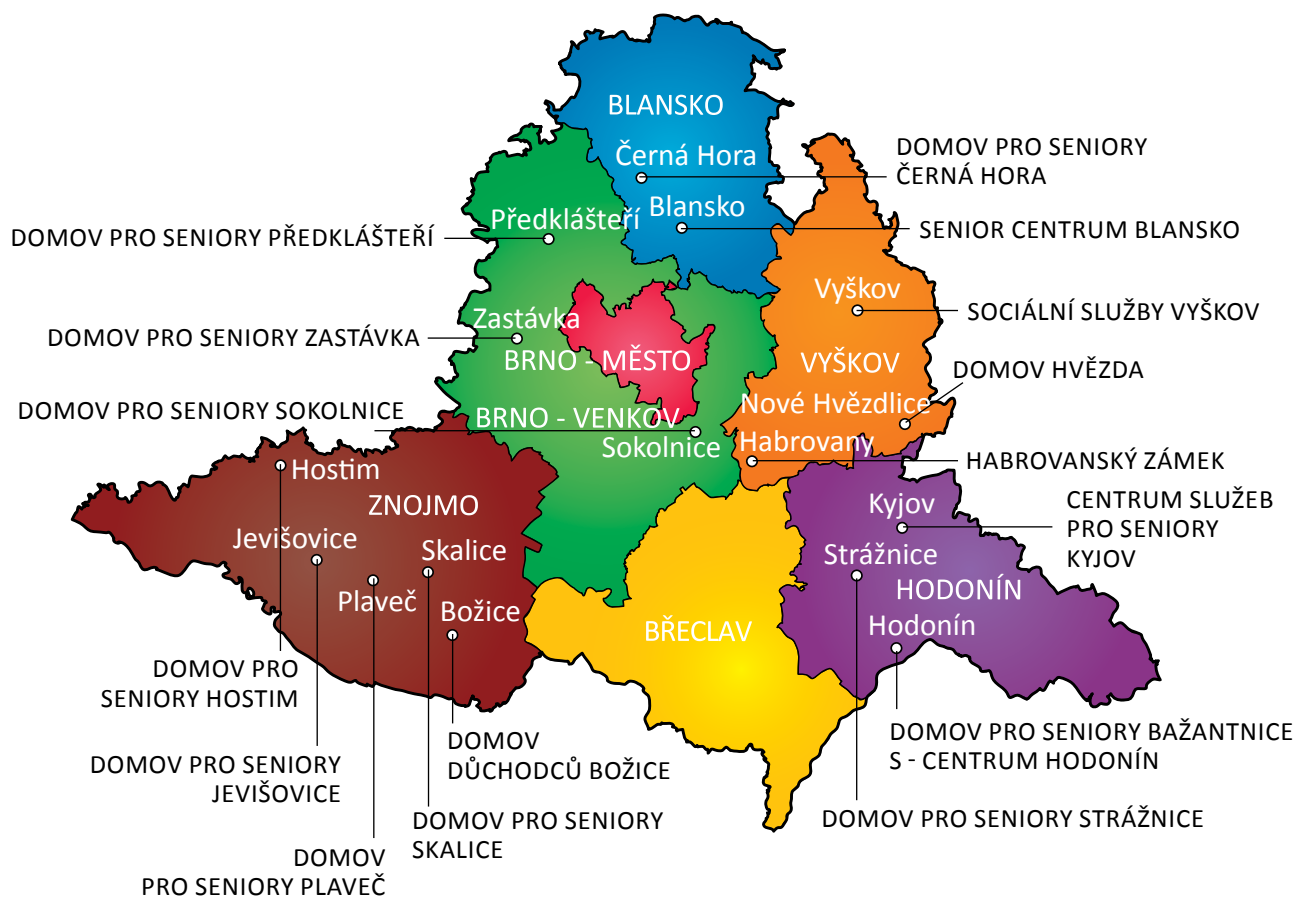 BLANSKO
Černá Hora
DOMOV PRO SENIORY
ČERNÁ HORA
Blansko
SENIOR CENTRUM BLANSKO
Předklášteří
DOMOV PRO SENIORY PŘEDKLÁŠTEŘÍ
Vyškov
SOCIÁLNÍ SLUŽBY VYŠKOV
Zastávka
DOMOV PRO SENIORY ZASTÁVKA
BRNO - MĚSTO
VYŠKOV
DOMOV HVĚZDA
Nové Hvězdlice
DOMOV PRO SENIORY SOKOLNICE
BRNO - VENKOV
Sokolnice
Habrovany
HABROVANSKÝ ZÁMEK
Hostim
ZNOJMO
Kyjov
CENTRUM SLUŽEB
PRO SENIORY
KYJOV
Jevišovice
Skalice
Strážnice
Plaveč
Božice
HODONÍN
Hodonín
BŘECLAV
DOMOV PRO
SENIORY HOSTIM
DOMOV PRO SENIORY BAŽANTNICE
S - CENTRUM HODONÍN
DOMOV
DŮCHODCŮ BOŽICE
DOMOV PRO SENIORY
JEVIŠOVICE
DOMOV PRO SENIORY STRÁŽNICE
DOMOV PRO SENIORY
SKALICE
DOMOV
PRO SENIORY PLAVEČ